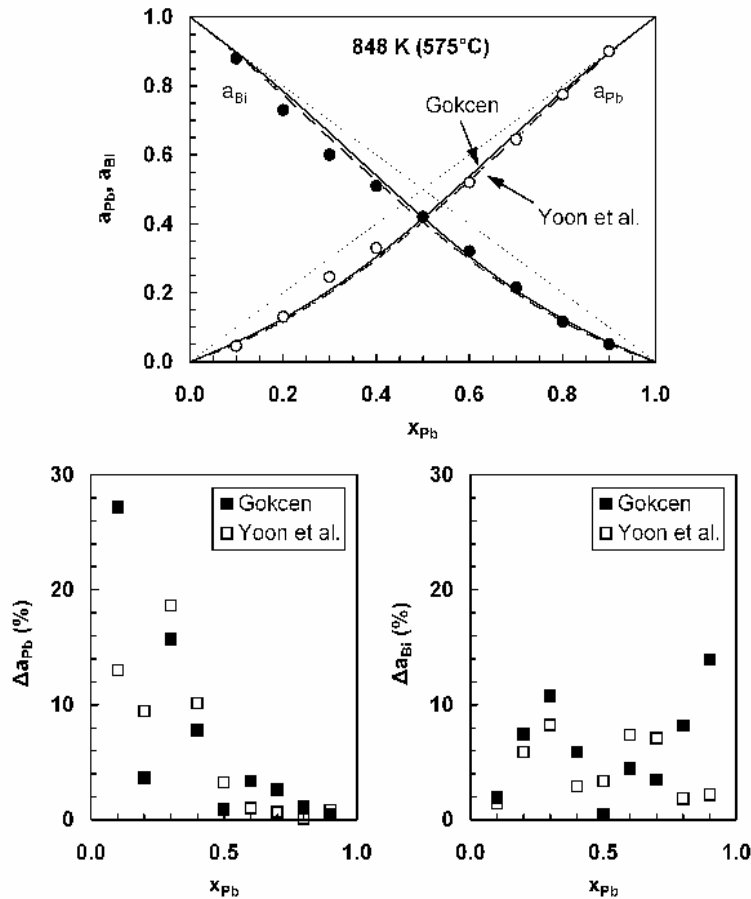 1.0
848 K (575°C)
0.8
a_Bi
a_Pb
Gokcen
0.6
a_Pb, a_Bi
0.4
Yoon et al.
0.2
0.0
0.0 0.2 0.4 0.6 0.8 1.0
x_Pb
30
Gokcen
Yoon et al.
20
Δa_Pb (%)
10
0
0.0 0.5 1.0
x_Pb
30
Gokcen
Yoon et al.
20
Δa_Bi (%)
10
0
0.0 0.5 1.0
x_Pb